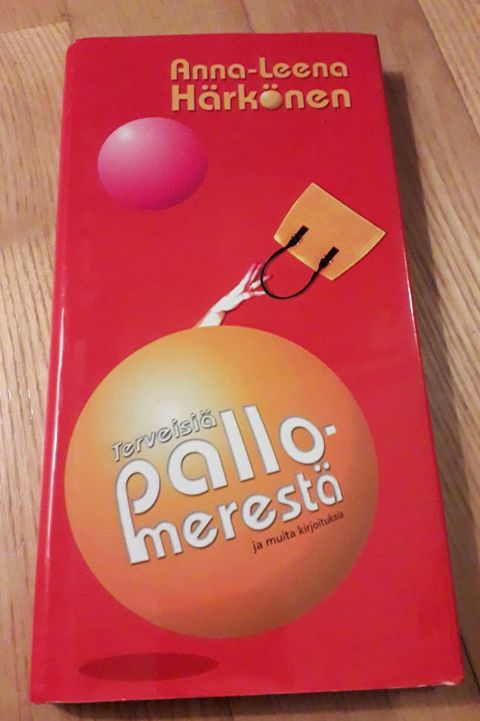 Anna-Leena
Härkönen
Terveisiä
pallo-
merestä
ja muita kirjoituksia